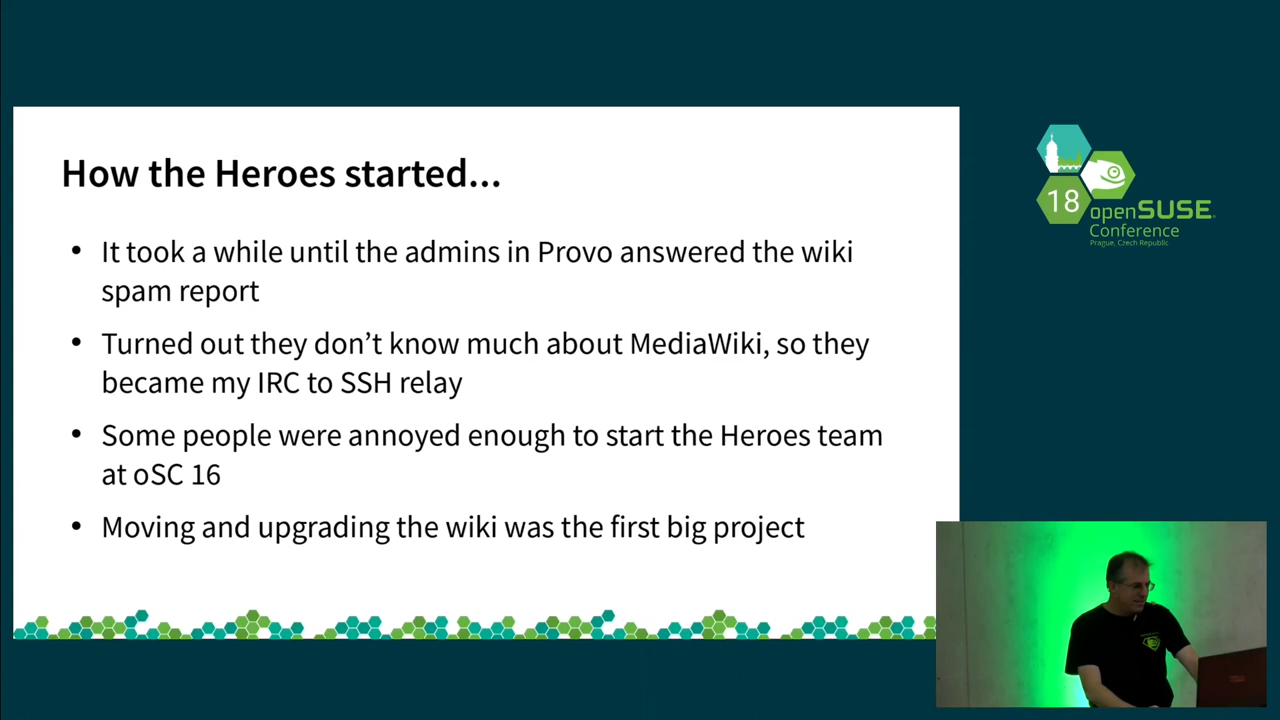 How the Heroes started...
• It took a while until the admins in Provo answered the wiki
spam report
• Turned out they don’t know much about MediaWiki, so they
became my IRC to SSH relay
• Some people were annoyed enough to start the Heroes team
at oSC 16
• Moving and upgrading the wiki was the first big project
18
openSUSE
Conference
Prague, Czech Republic